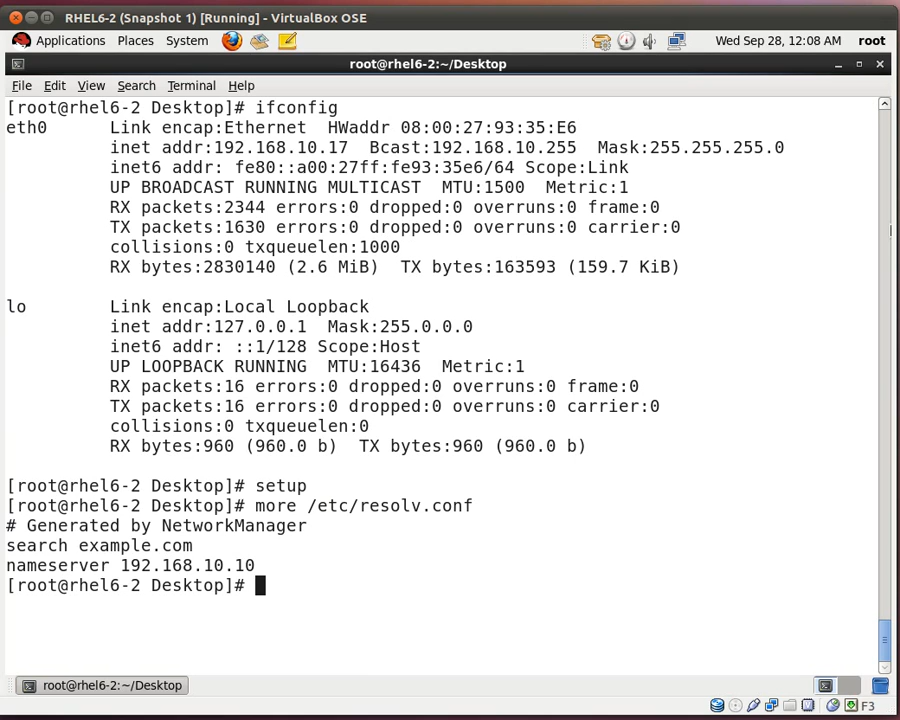 RHEL6-2 (Snapshot 1) [Running] - VirtualBox OSE
Applications Places System Wed Sep 28, 12:08 AM root
root@rhel6-2:~/Desktop
File Edit View Search Terminal Help
[root@rhel6-2 Desktop]# ifconfig
eth0      Link encap:Ethernet  HWaddr 08:00:27:93:35:E6
          inet addr:192.168.10.17  Bcast:192.168.10.255  Mask:255.255.255.0
          inet6 addr: fe80::a00:27ff:fe93:35e6/64 Scope:Link
          UP BROADCAST RUNNING MULTICAST  MTU:1500  Metric:1
          RX packets:2344 errors:0 dropped:0 overruns:0 frame:0
          TX packets:1630 errors:0 dropped:0 overruns:0 carrier:0
          collisions:0 txqueuelen:1000
          RX bytes:2830140 (2.6 MiB)  TX bytes:163593 (159.7 KiB)

lo        Link encap:Local Loopback
          inet addr:127.0.0.1  Mask:255.0.0.0
          inet6 addr: ::1/128 Scope:Host
          UP LOOPBACK RUNNING  MTU:16436  Metric:1
          RX packets:16 errors:0 dropped:0 overruns:0 frame:0
          TX packets:16 errors:0 dropped:0 overruns:0 carrier:0
          collisions:0 txqueuelen:0
          RX bytes:960 (960.0 b)  TX bytes:960 (960.0 b)

[root@rhel6-2 Desktop]# setup
[root@rhel6-2 Desktop]# more /etc/resolv.conf
# Generated by NetworkManager
search example.com
nameserver 192.168.10.10
[root@rhel6-2 Desktop]#
root@rhel6-2:~/Desktop
F3